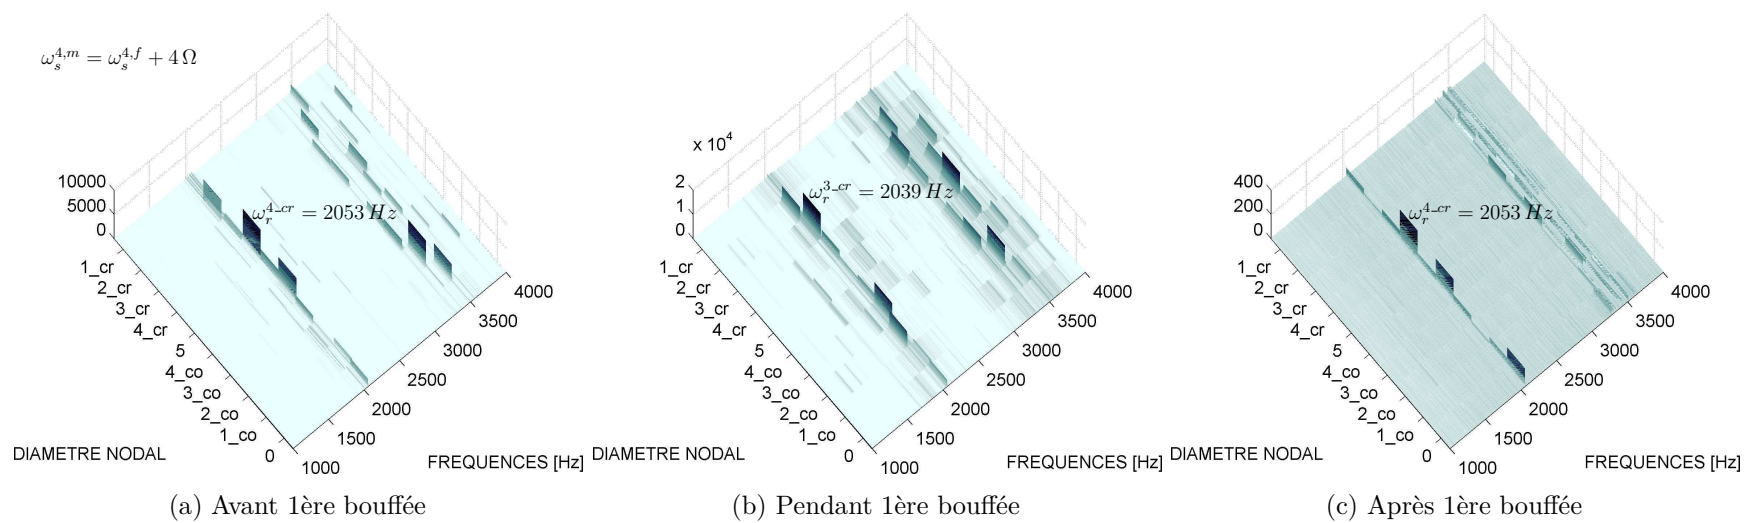 ω_s^{4,m} = ω_s^{4,f} + 4 Ω
10000
5000
0
ω_r^{4_cr} = 2053 Hz
1_cr
2_cr
3_cr
4_cr
5
4_co
3_co
2_co
1_co
0
1000
1500
2000
2500
3000
3500
4000
DIAMETRE NODAL
FREQUENCES [Hz]
(a) Avant 1ère bouffée
x 10^4
2
1
0
ω_r^{3_cr} = 2039 Hz
1_cr
2_cr
3_cr
4_cr
5
4_co
3_co
2_co
1_co
0
1000
1500
2000
2500
3000
3500
4000
DIAMETRE NODAL
FREQUENCES [Hz]
(b) Pendant 1ère bouffée
400
200
0
ω_r^{4_cr} = 2053 Hz
1_cr
2_cr
3_cr
4_cr
5
4_co
3_co
2_co
1_co
0
1000
1500
2000
2500
3000
3500
4000
DIAMETRE NODAL
FREQUENCES [Hz]
(c) Après 1ère bouffée